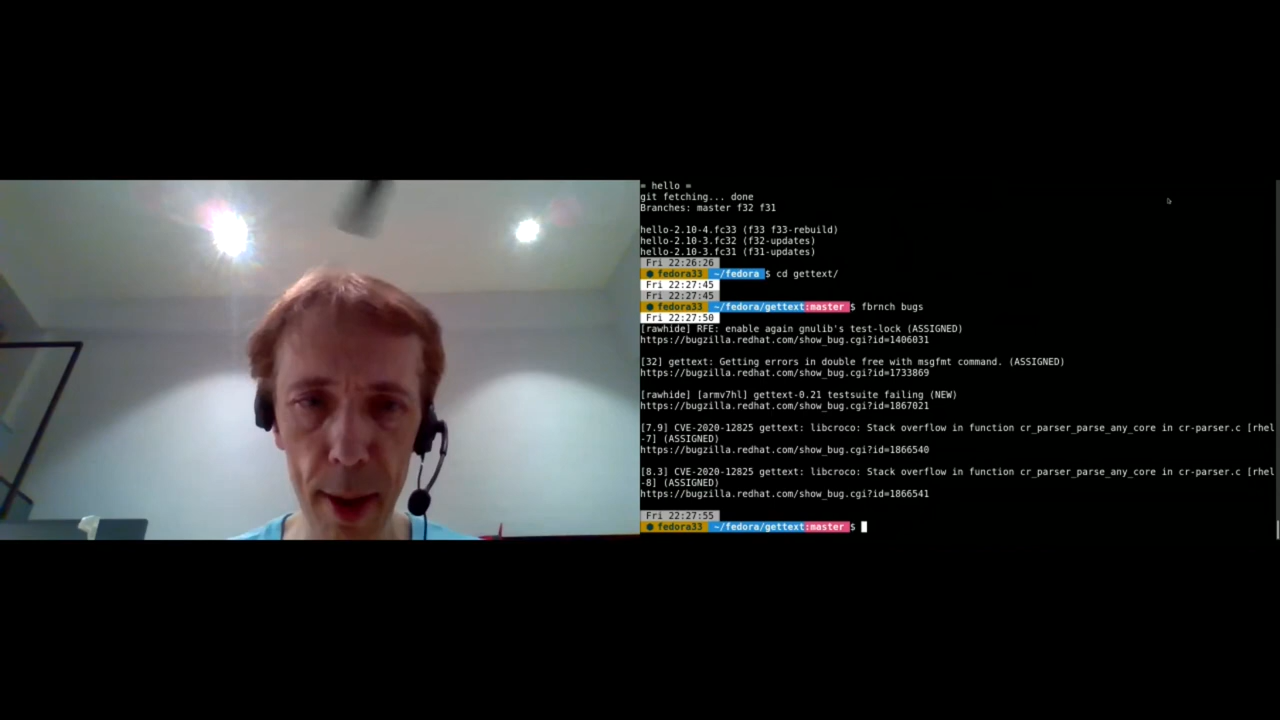 = hello =
git fetching... done
Branches: master f32 f31
hello-2.10-4.fc33 (f33 f33-rebuild)
hello-2.10-3.fc32 (f32-updates)
hello-2.10-3.fc31 (f31-updates)
Fri 22:26:26
fedora33 ~/fedora $ cd gettext/
Fri 22:27:45
Fri 22:27:45
fedora33 ~/fedora/gettext:master $ fbrnch bugs
Fri 22:27:50
[rawhide] RFE: enable again gnulib's test-lock (ASSIGNED)
https://bugzilla.redhat.com/show_bug.cgi?id=1406031
[32] gettext: Getting errors in double free with msgfmt command. (ASSIGNED)
https://bugzilla.redhat.com/show_bug.cgi?id=1733869
[rawhide] [armv7hl] gettext-0.21 testsuite failing (NEW)
https://bugzilla.redhat.com/show_bug.cgi?id=1867021
[7.9] CVE-2020-12825 gettext: libcroco: Stack overflow in function cr_parser_parse_any_core in cr-parser.c [rhel
-7] (ASSIGNED)
https://bugzilla.redhat.com/show_bug.cgi?id=1866540
[8.3] CVE-2020-12825 gettext: libcroco: Stack overflow in function cr_parser_parse_any_core in cr-parser.c [rhel
-8] (ASSIGNED)
https://bugzilla.redhat.com/show_bug.cgi?id=1866541
Fri 22:27:55
fedora33 ~/fedora/gettext:master $